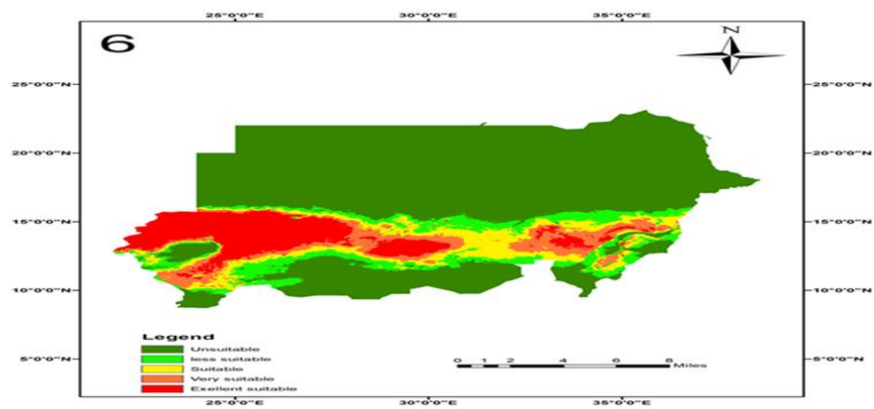 25°0'0"E 30°0'0"E 35°0'0"E
6
N
25°0'0"N 25°0'0"N
20°0'0"N 20°0'0"N
15°0'0"N 15°0'0"N
10°0'0"N 10°0'0"N
Legend
Unsuitable
less suitable
Suitable
Very suitable
Exellent suitable
5°0'0"N 5°0'0"N
0 1 2 4 6 8 Miles
25°0'0"E 30°0'0"E 35°0'0"E